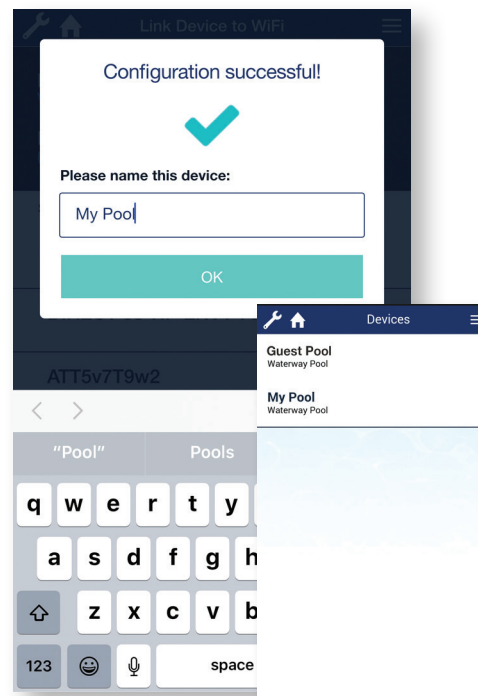 Link Device to WiFi
Configuration successful!
Please name this device:
My Pool
OK
ATT5v7T9w2
Devices
Guest Pool
Waterway Pool
My Pool
Waterway Pool
"Pool" Pools
q w e r t y
a s d f g h
z x c v b
123 space